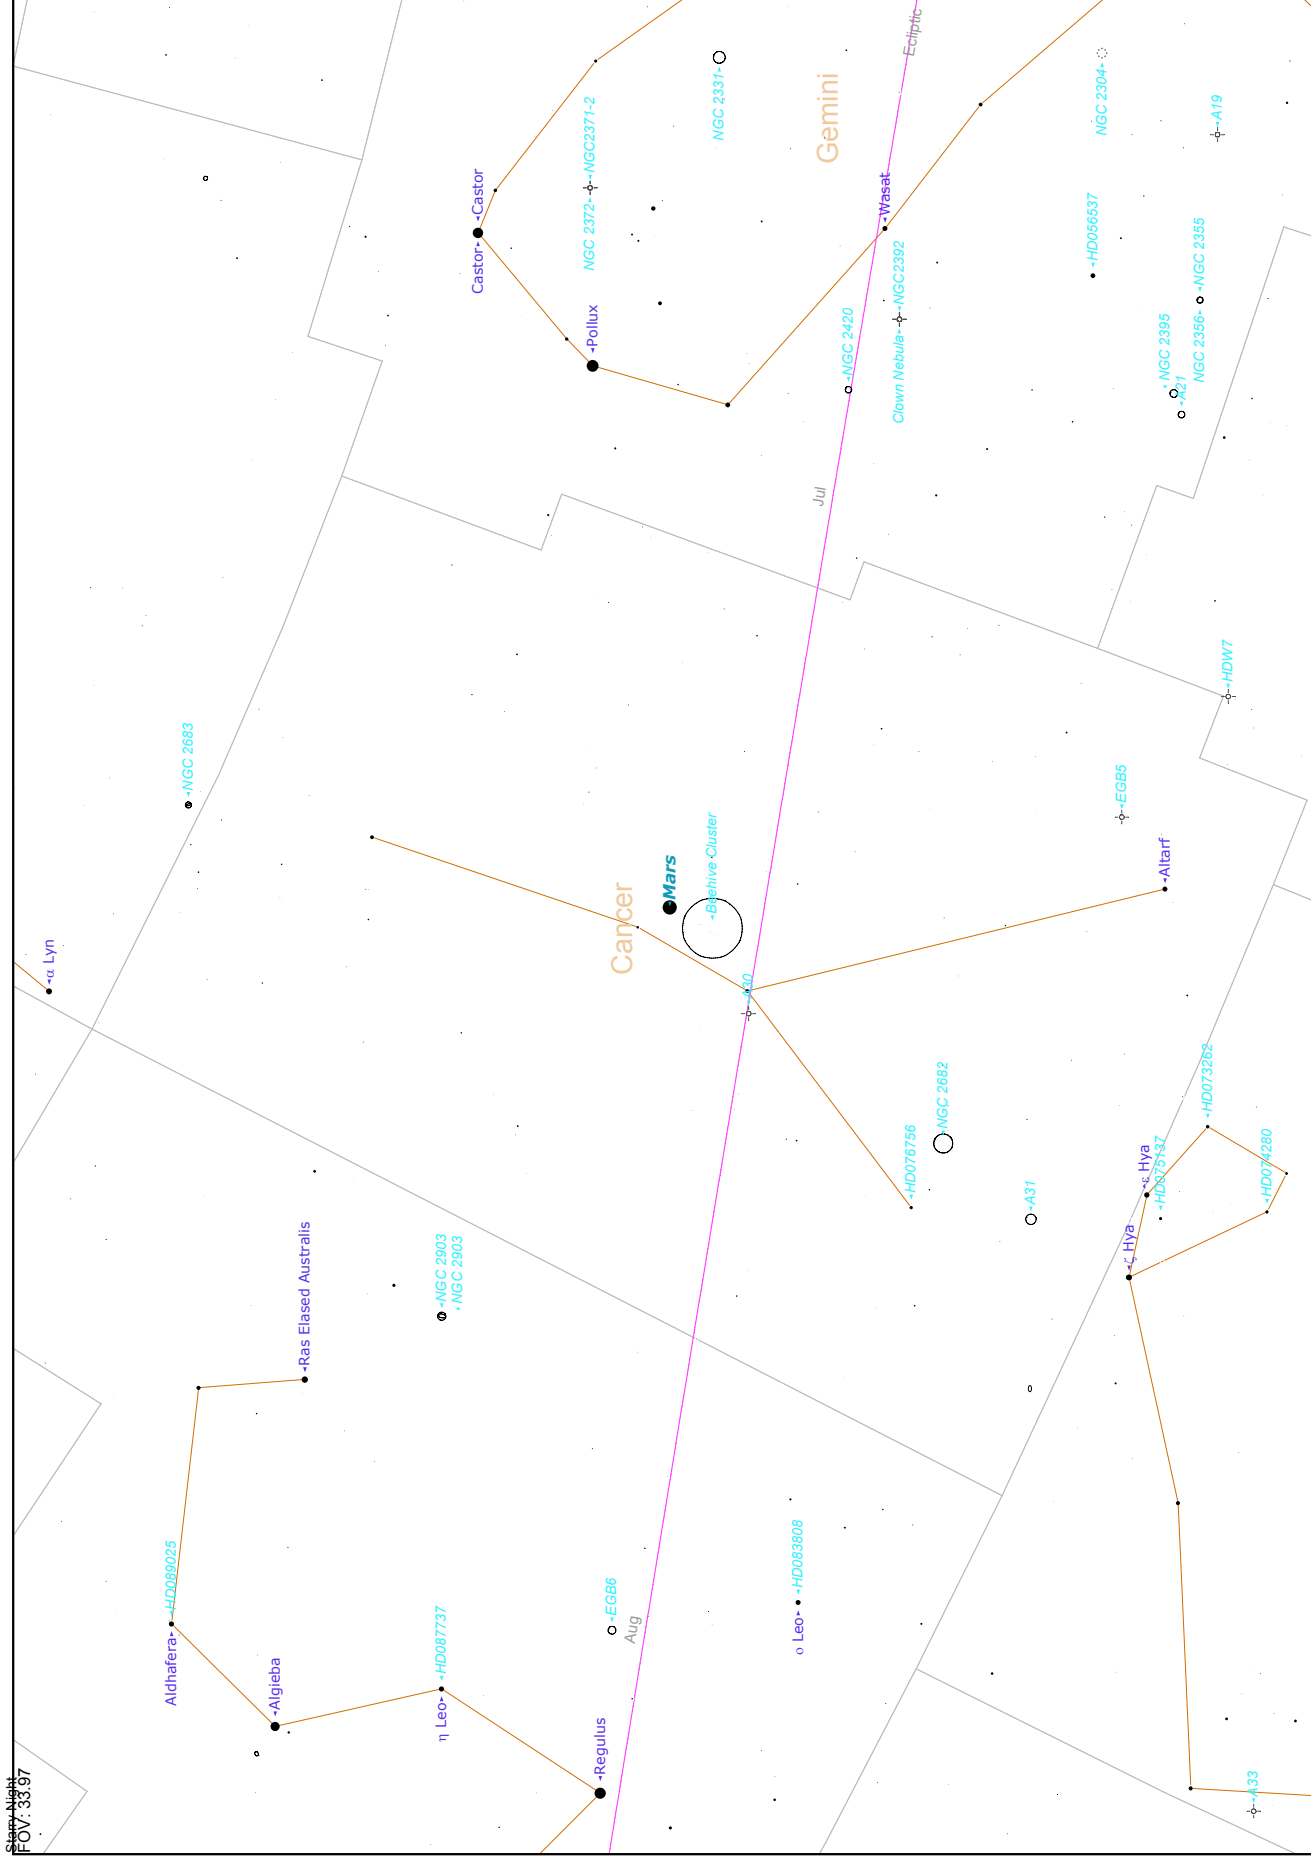 Starry Night
FOV: 33.97
α Lyn
Aldhafera
HD089025
NGC 2683
Algieba
Ras Elased Australis
η Leo
HD087737
NGC 2903
NGC 2903
Castor
Castor
Regulus
EGB6
Aug
Cancer
Mars
Pollux
NGC 2372
NGC2371-2
Beehive Cluster
A30
NGC 2331
o Leo
HD083808
Jul
Gemini
NGC 2420
Wasat
Clown Nebula
NGC2392
Ecliptic
HD076756
NGC 2682
A31
HD056537
NGC 2304
EGB5
ζ Hya
ε Hya
HD075137
Altarf
NGC 2395
A21
NGC 2356
NGC 2355
HD073262
A19
HDW7
A33
HD074280